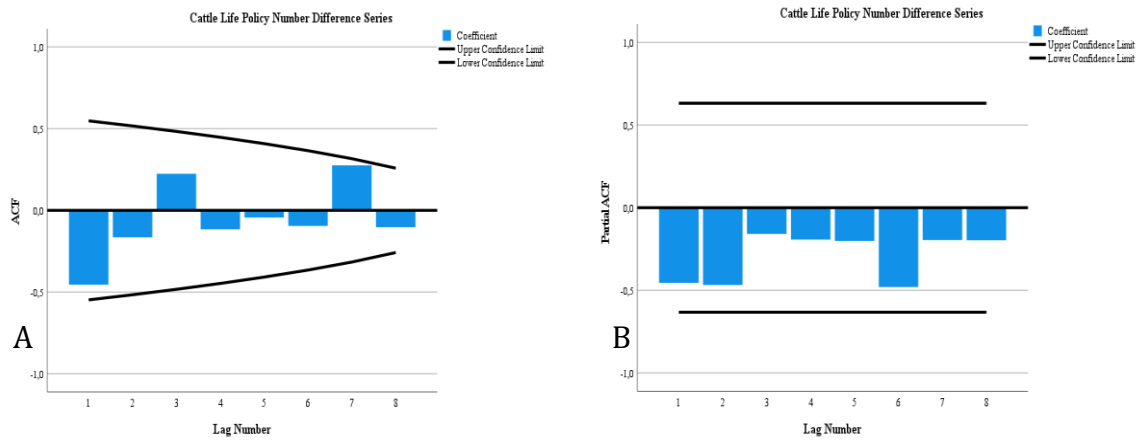 Cattle Life Policy Number Difference Series
Coefficient
Upper Confidence Limit
Lower Confidence Limit
1,0
0,5
0,0
-0,5
-1,0
ACF
A
1 2 3 4 5 6 7 8
Lag Number
Cattle Life Policy Number Difference Series
Coefficient
Upper Confidence Limit
Lower Confidence Limit
1,0
0,5
0,0
-0,5
-1,0
Partial ACF
B
1 2 3 4 5 6 7 8
Lag Number